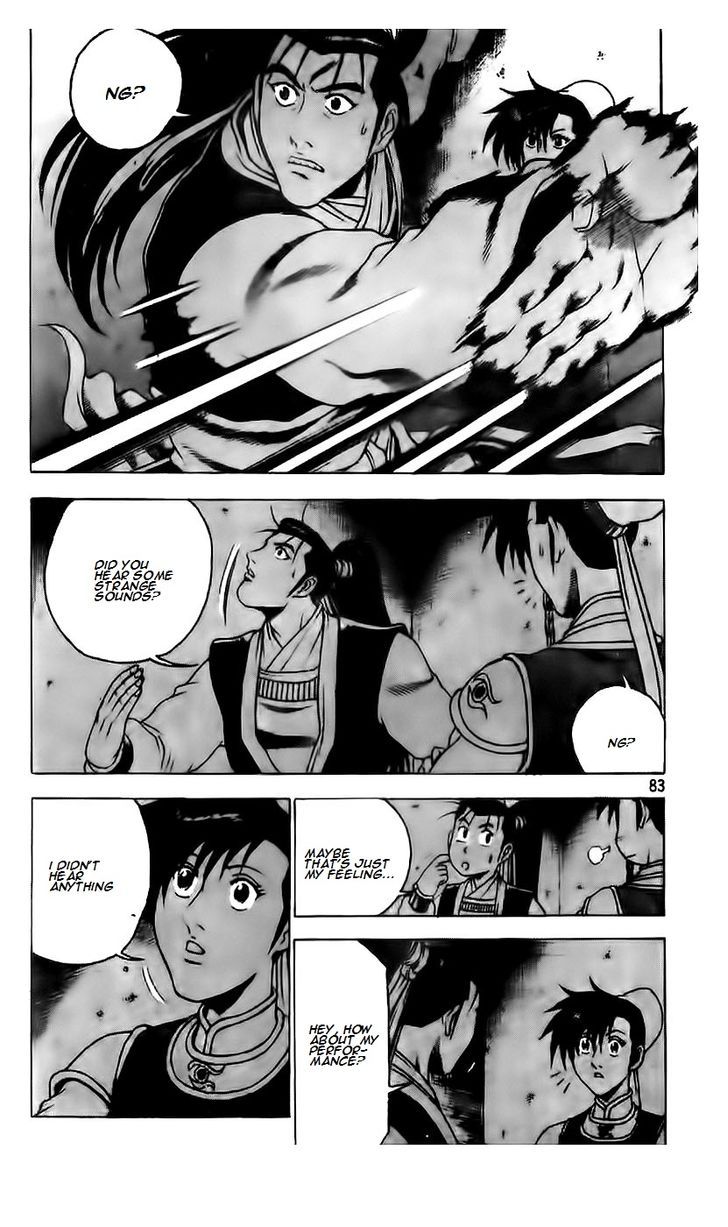 NG?
DID YOU
HEAR SOME
STRANGE
SOUNDS?
NG?
83
MAYBE
THAT'S JUST
MY FEELING...
I DIDN'T
HEAR
ANYTHING
HEY, HOW
ABOUT MY
PERFOR-
MANCE?